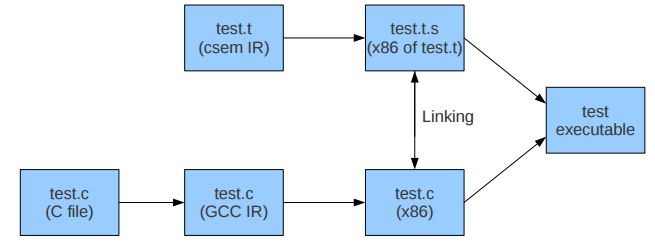 test.t
(csem IR)
test.t.s
(x86 of test.t)
Linking
test
executable
test.c
(C file)
test.c
(GCC IR)
test.c
(x86)